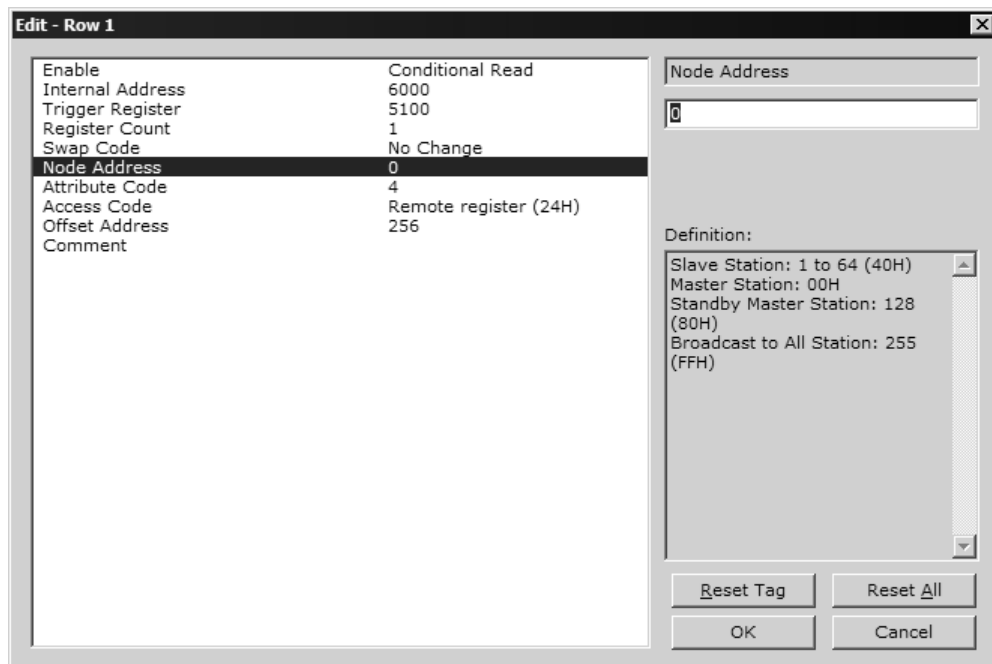 Edit - Row 1
Enable Conditional Read
Internal Address 6000
Trigger Register 5100
Register Count 1
Swap Code No Change
Node Address 0
Attribute Code 4
Access Code Remote register (24H)
Offset Address 256
Comment
Node Address
0
Definition:
Slave Station: 1 to 64 (40H)
Master Station: 00H
Standby Master Station: 128
(80H)
Broadcast to All Station: 255
(FFH)
Reset Tag Reset All
OK Cancel